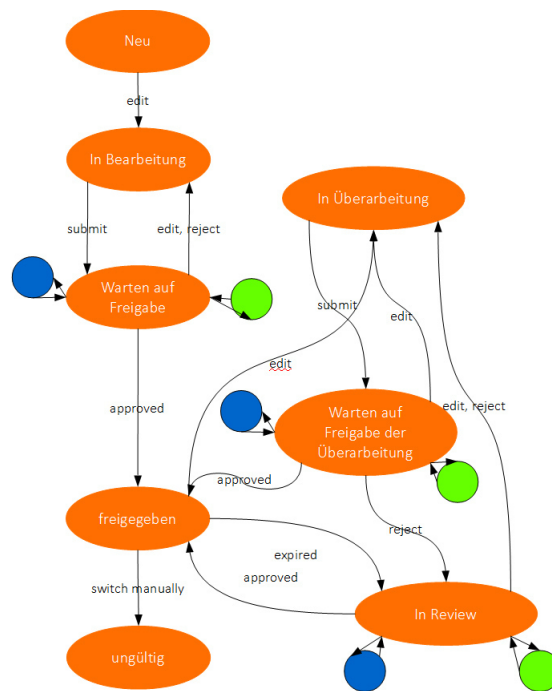 Neu
edit
In Bearbeitung
In Überarbeitung
submit
edit, reject
Warten auf
Freigabe
submit
edit
edit
approved
Warten auf
Freigabe der
Überarbeitung
edit, reject
approved
freigegeben
reject
expired
approved
switch manually
In Review
ungültig